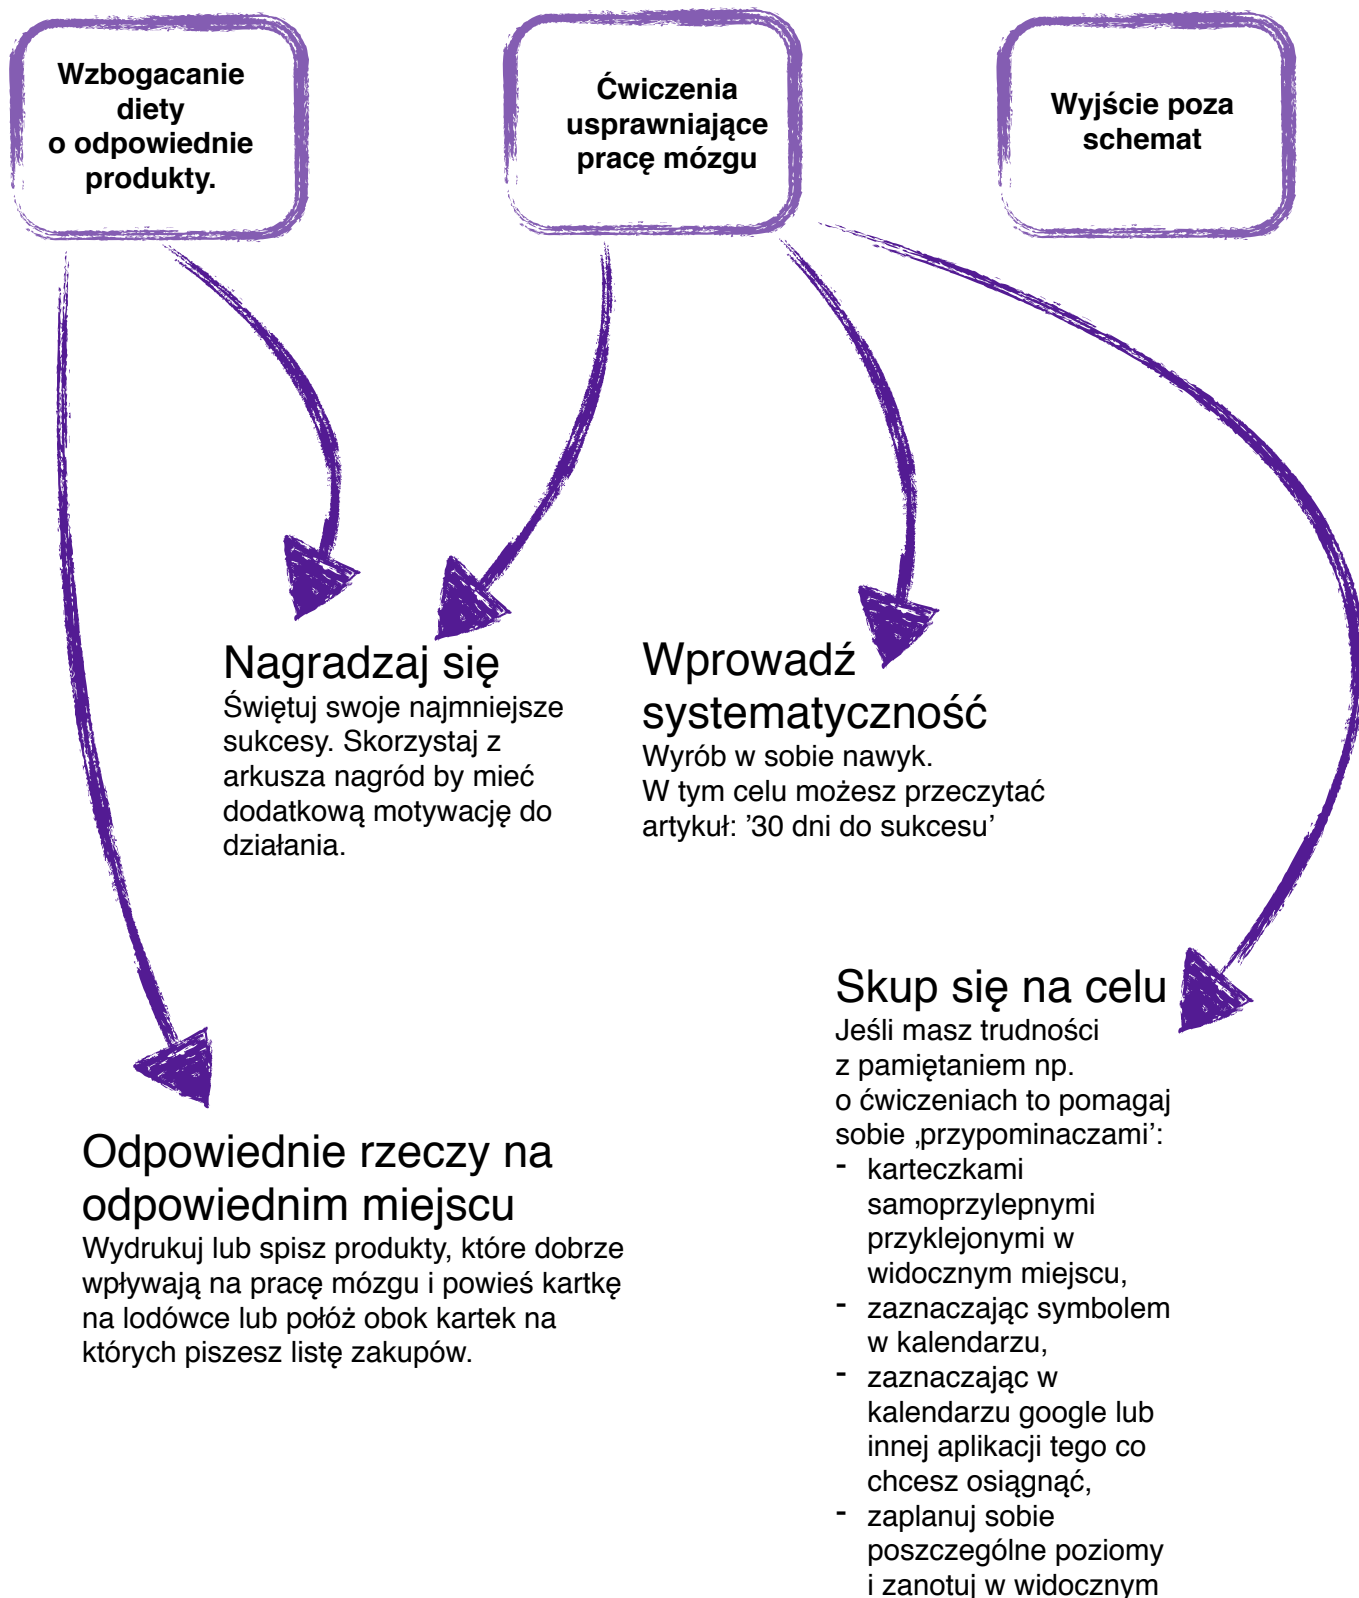 Wzbogacanie
diety
o odpowiednie
produkty.
Ćwiczenia
usprawniające
pracę mózgu
Wyjście poza
schemat
Nagradzaj się
Świętuj swoje najmniejsze
sukcesy. Skorzystaj z
arkusza nagród by mieć
dodatkową motywację do
działania.
Wprowadź
systematyczność
Wyrób w sobie nawyk.
W tym celu możesz przeczytać
artykuł: ’30 dni do sukcesu’
Odpowiednie rzeczy na
odpowiednim miejscu
Wydrukuj lub spisz produkty, które dobrze
wpływają na pracę mózgu i powieś kartkę
na lodówce lub połóż obok kartek na
których piszesz listę zakupów.
Skup się na celu
Jeśli masz trudności
z pamiętaniem np.
o ćwiczeniach to pomagaj
sobie ‚przypominaczami’:
- karteczkami
samoprzylepnymi
przyklejonymi w
widocznym miejscu,
- zaznaczając symbolem
w kalendarzu,
- zaznaczając w
kalendarzu google lub
innej aplikacji tego co
chcesz osiągnąć,
- zaplanuj sobie
poszczególne poziomy
i zanotuj w widocznym